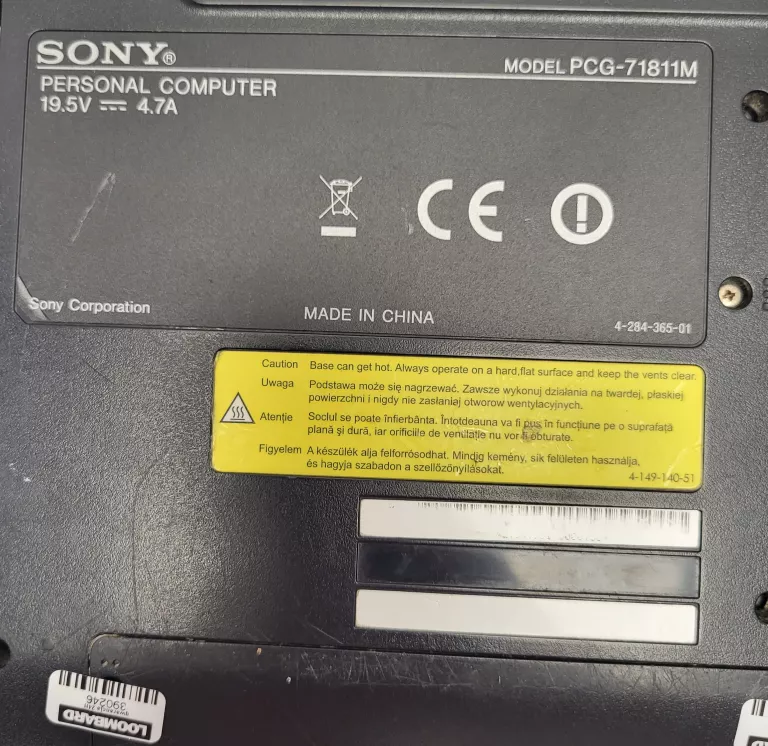 SONY®
MODEL PCG-71811M
PERSONAL COMPUTER
19.5V ⎓ 4.7A
CE
Sony Corporation
MADE IN CHINA
4-284-365-01
Caution Base can get hot. Always operate on a hard,flat surface and keep the vents clear.
Uwaga Podstawa może się nagrzewać. Zawsze wykonuj działania na twardej, płaskiej
powierzchni i nigdy nie zasłaniaj otworow wentylacyjnych.
Atenție Soclul se poate înfierbânta. Întotdeauna va fi pus în funcție pe o suprafață
plană și dură, iar orificiile de ventilație nu vor fi obturate.
Figyelem A készülék alja felforrósodhat. Mindig kemény, sík felületen használja,
és hagyja szabadon a szellőzőnyílásokat.
4-149-140-51
LOOMBARD
390246